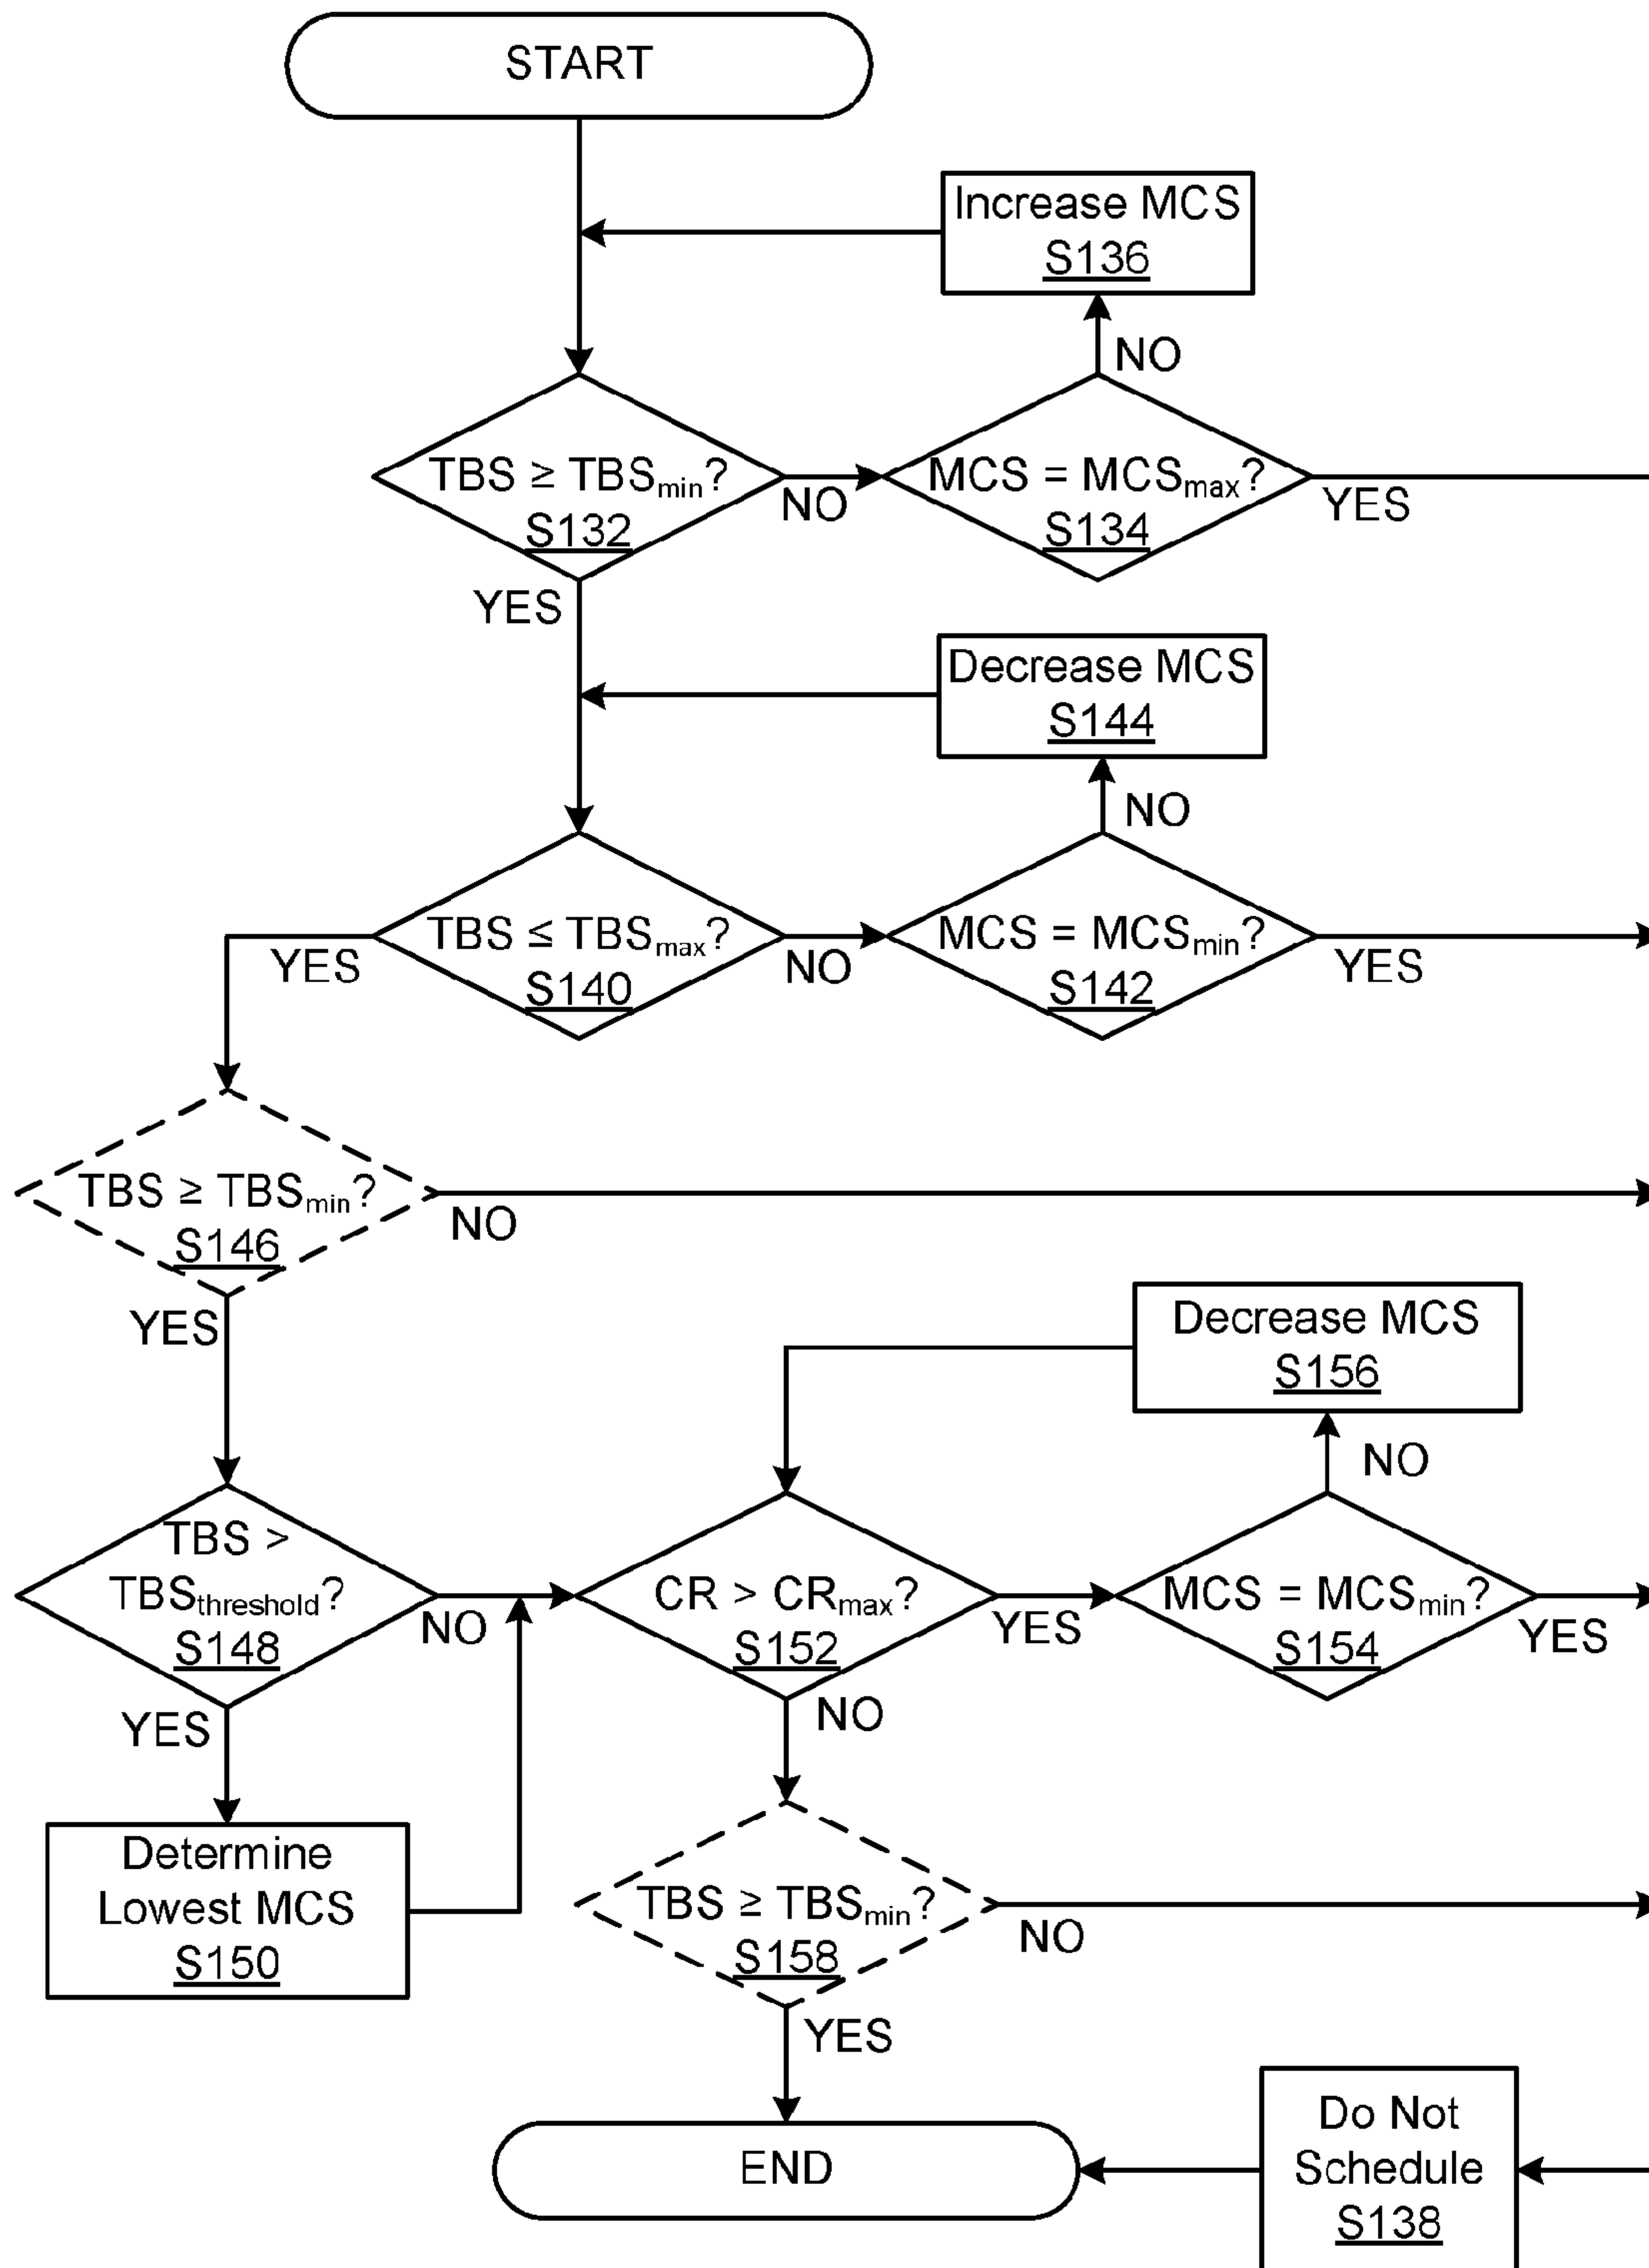 START
Increase MCS
S136
NO
TBS ≥ TBSmin?
S132
NO
MCS = MCSmax?
S134
YES
YES
Decrease MCS
S144
NO
TBS ≤ TBSmax?
S140
YES
NO
MCS = MCSmin?
S142
YES
TBS ≥ TBSmin?
S146
NO
YES
Decrease MCS
S156
NO
TBS >
TBSthreshold?
S148
NO
CR > CRmax?
S152
YES
MCS = MCSmin?
S154
YES
YES
NO
Determine
Lowest MCS
S150
TBS ≥ TBSmin?
S158
NO
YES
END
Do Not
Schedule
S138